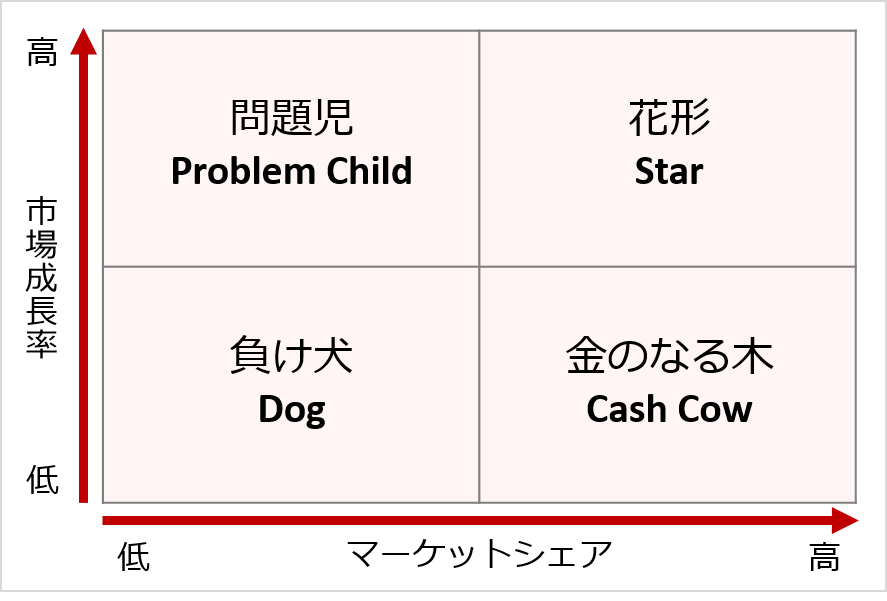 高
問題児
Problem Child
花形
Star
市場成長率
負け犬
Dog
金のなる木
Cash Cow
低
低
マーケットシェア
高